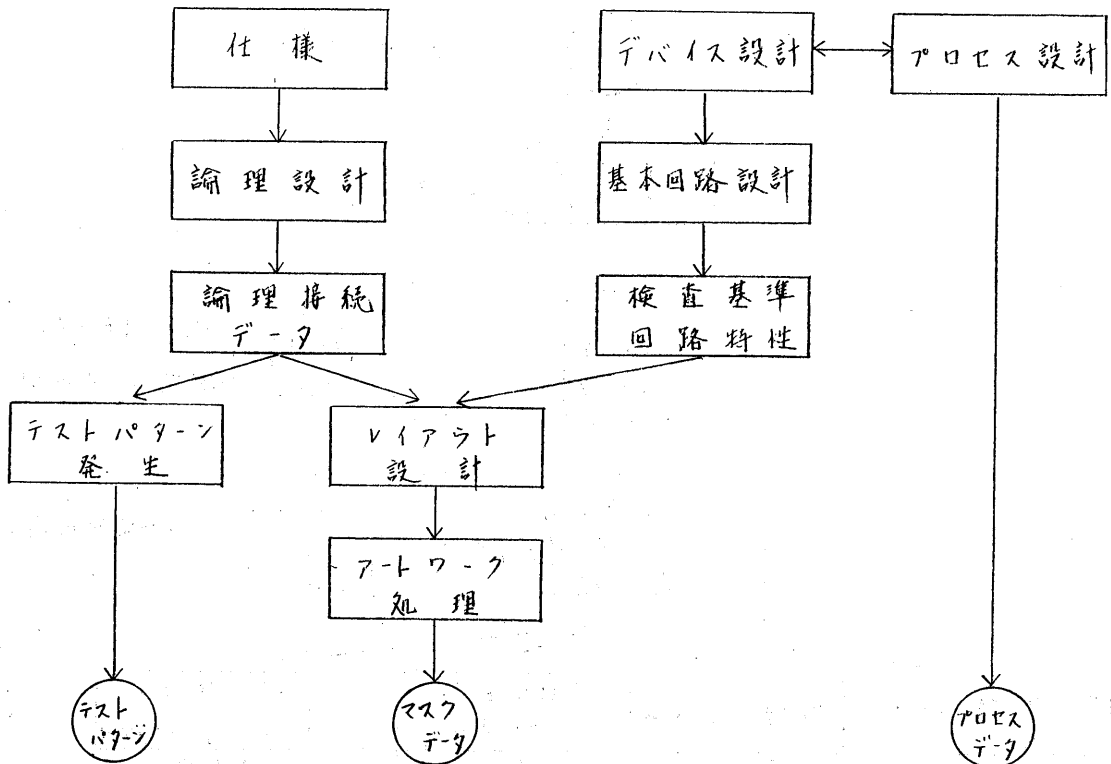 仕様
デバイス設計
プロセス設計
論理設計
基本回路設計
論理接続
データ
検査基準
回路特性
テストパターン
発生
レイアウト
設計
アートワーク
処理
テスト
パターン
マスク
データ
プロセス
データ